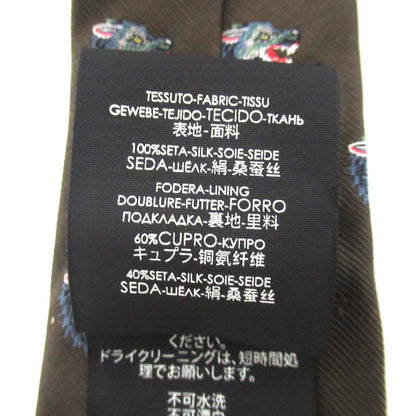 TESSUTO-FABRIC-TISSU
GEWEBE-TEJIDO-TECIDO-ТКАНЬ
表地-面料
100%SETA-SILK-SOIE-SEIDE
SEDA-ШЁЛК-絹-桑蚕丝
FODERA-LINING
DOUBLURE-FUTTER-FORRO
ПОДКЛАДКА-裏地-里料
60%CUPRO-КУПРО
キュプラ-铜氨纤维
40%SETA-SILK-SOIE-SEIDE
SEDA-ШЁЛК-絹-桑蚕丝
ください。
ドライクリーニングは、短時間処
理でお願いします。
不可水洗
不可漂白